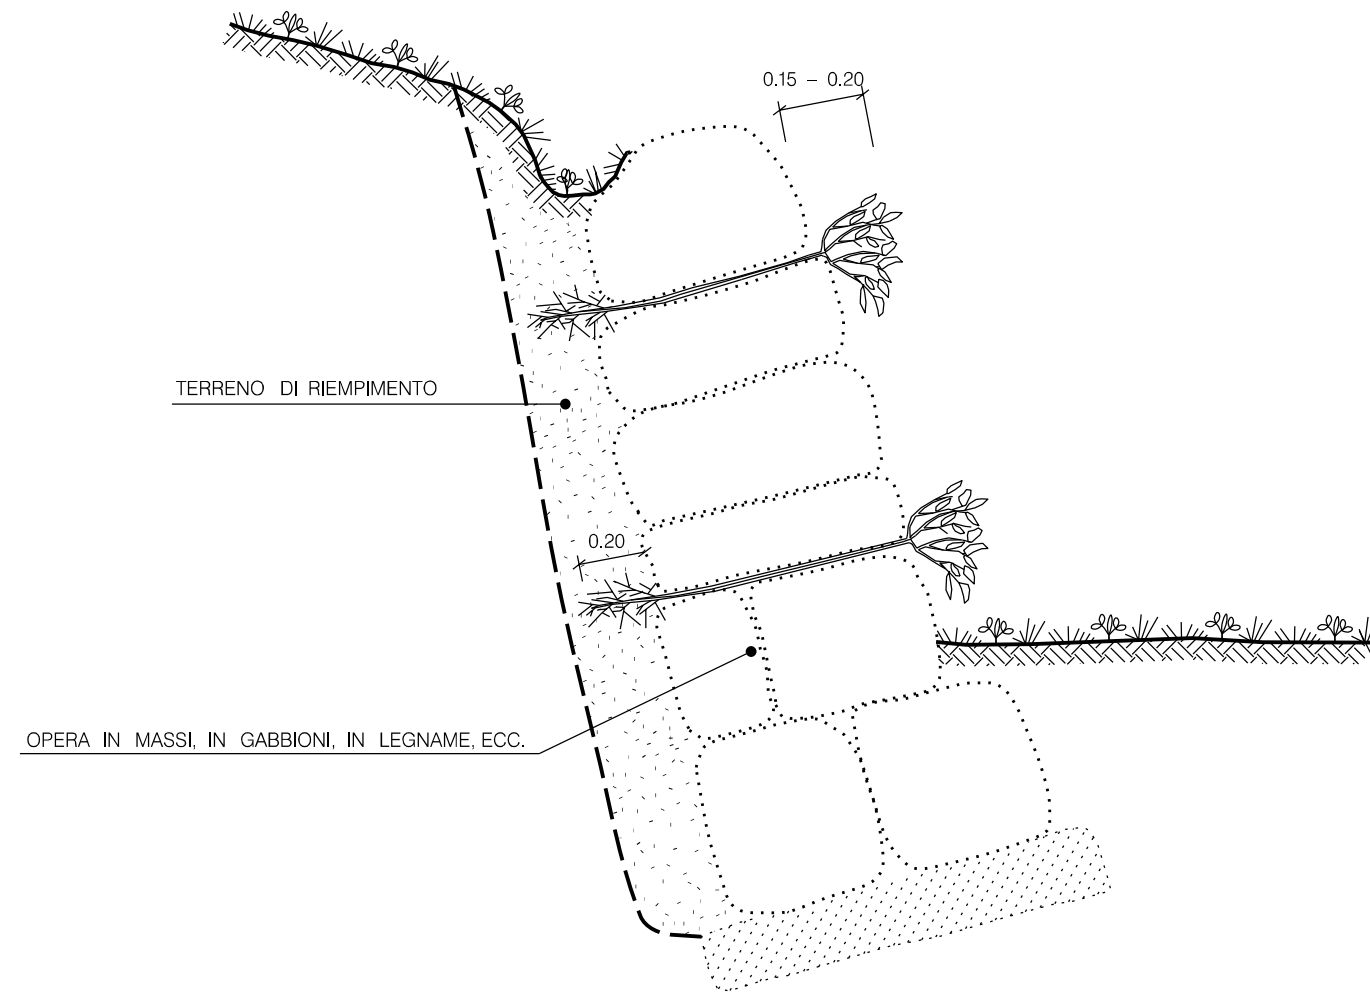 0.15 – 0.20
TERRENO DI RIEMPIMENTO
0.20
OPERA IN MASSI, IN GABBIONI, IN LEGNAME, ECC.